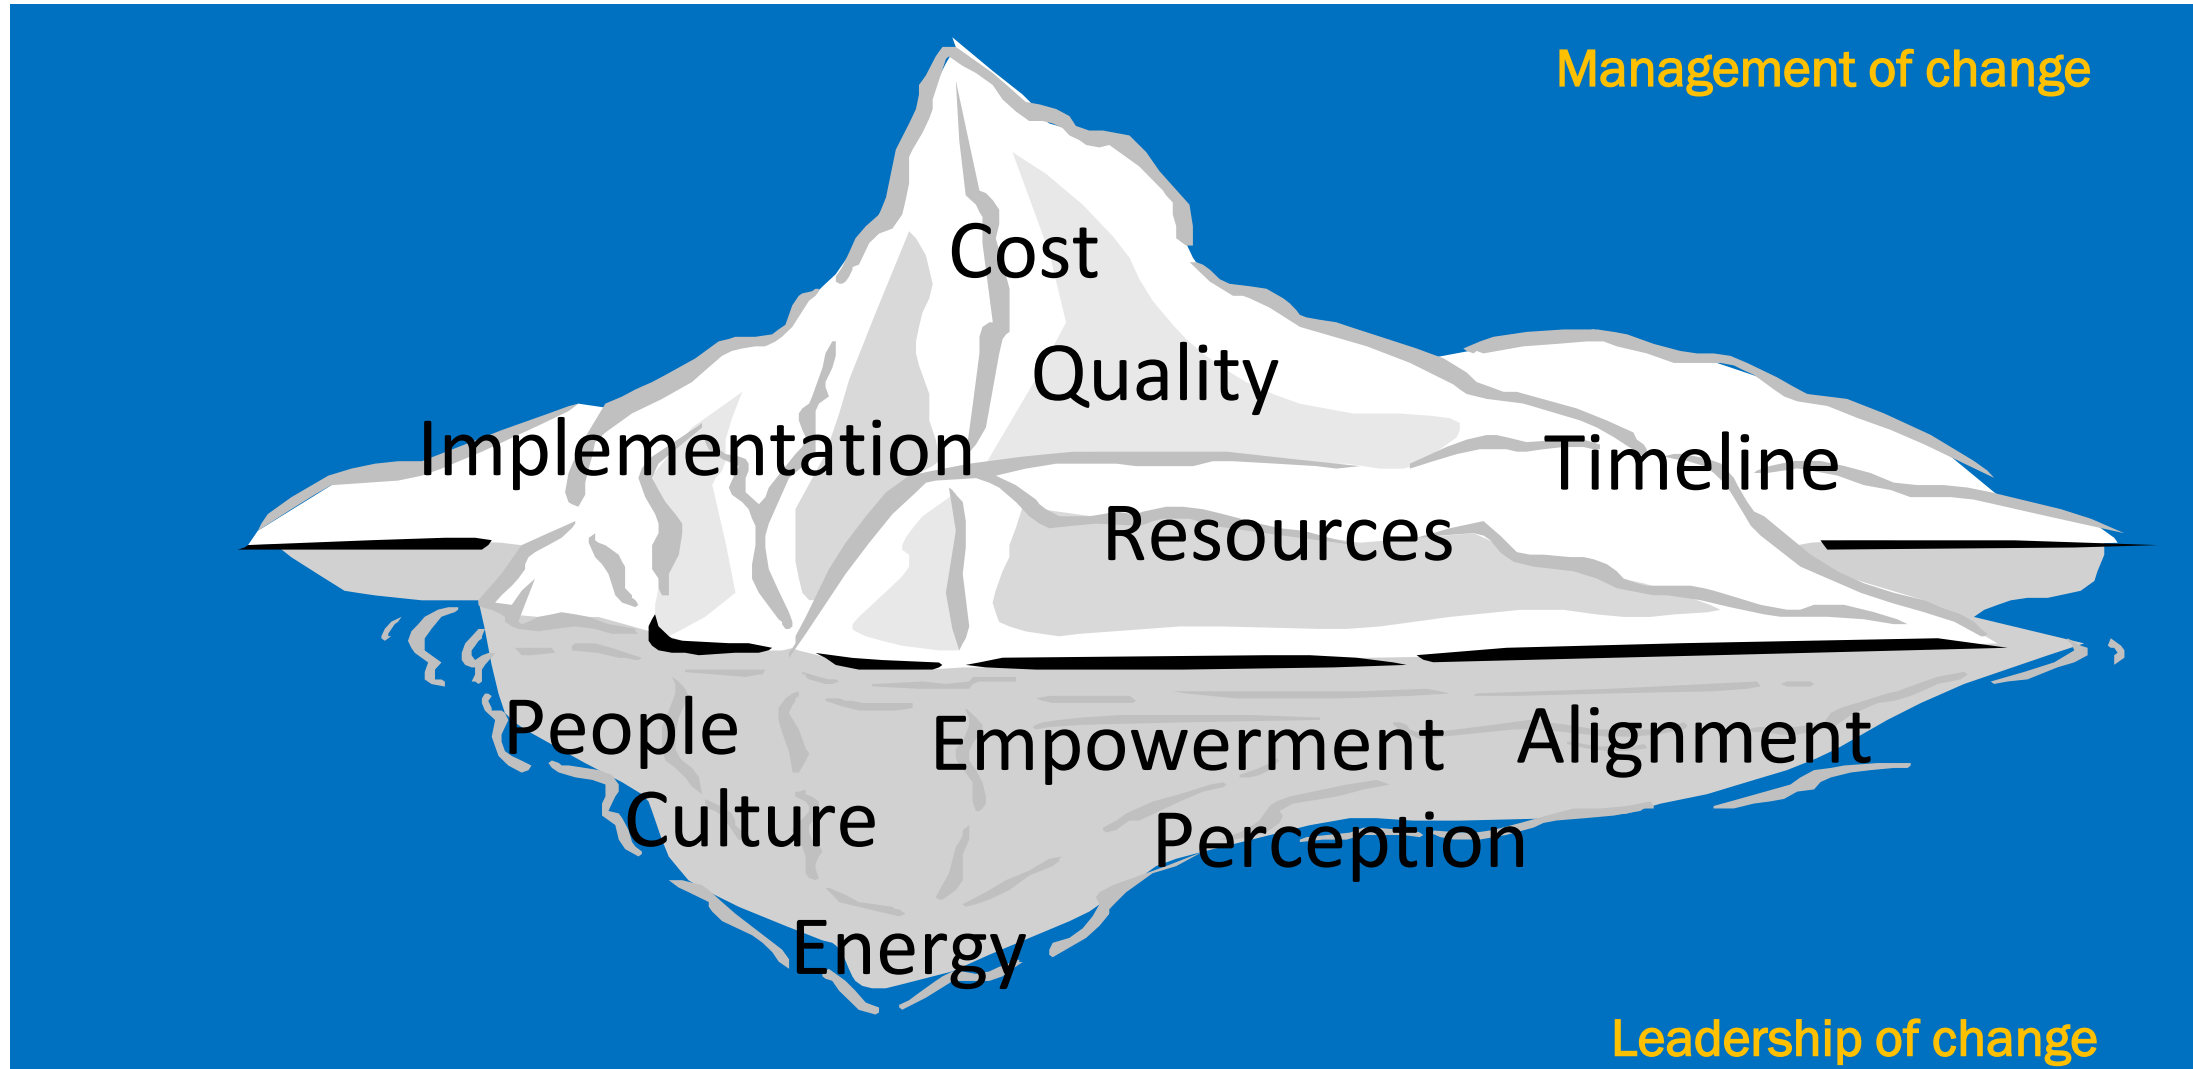 Management of change
Cost
Quality
Implementation
Timeline
Resources
People
Empowerment
Alignment
Culture
Perception
Energy
Leadership of change